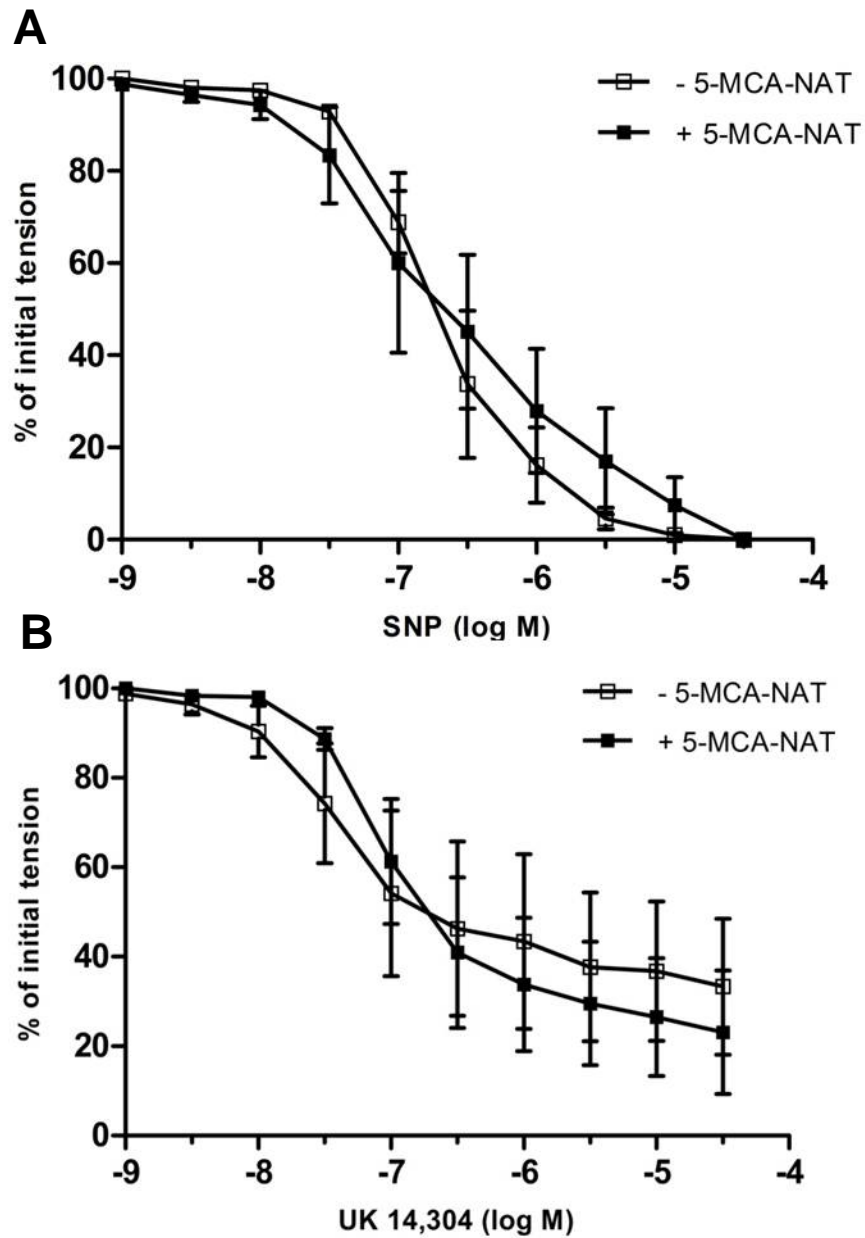 A
% of initial tension
100
80
60
40
20
0
- 5-MCA-NAT
+ 5-MCA-NAT
-9 -8 -7 -6 -5 -4
SNP (log M)
B
% of initial tension
100
80
60
40
20
0
- 5-MCA-NAT
+ 5-MCA-NAT
-9 -8 -7 -6 -5 -4
UK 14,304 (log M)